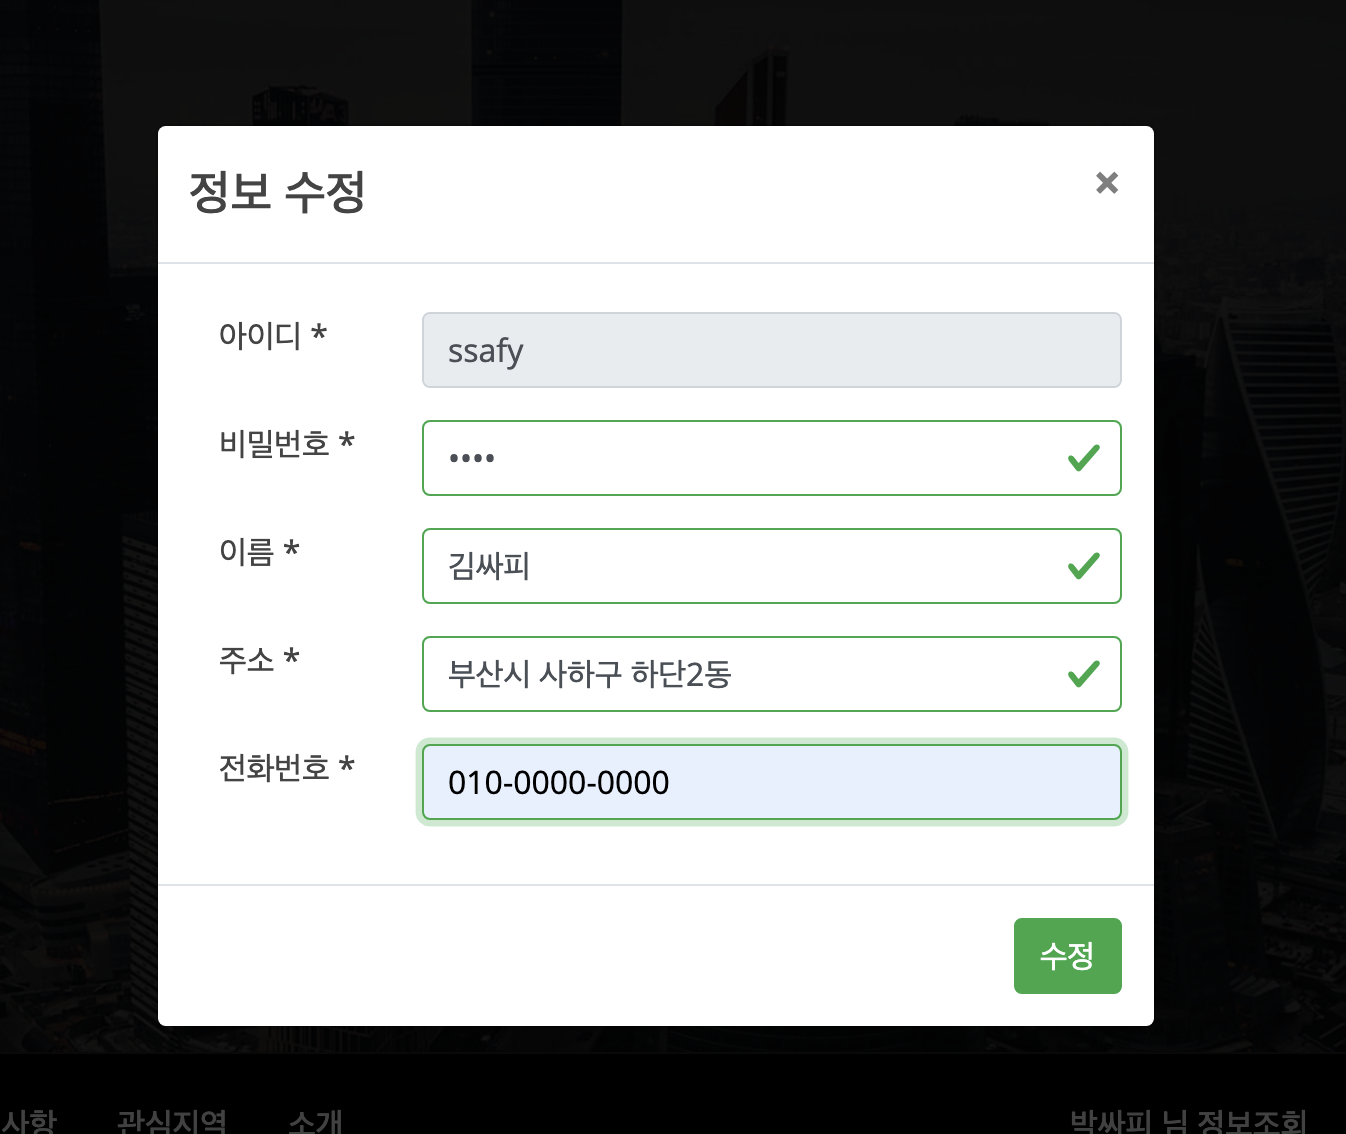 정보 수정
×
아이디 *
ssafy
비밀번호 *
••••
이름 *
김싸피
주소 *
부산시 사하구 하단2동
전화번호 *
010-0000-0000
수정
사항 관심지역 소개 박싸피 님 정보조회